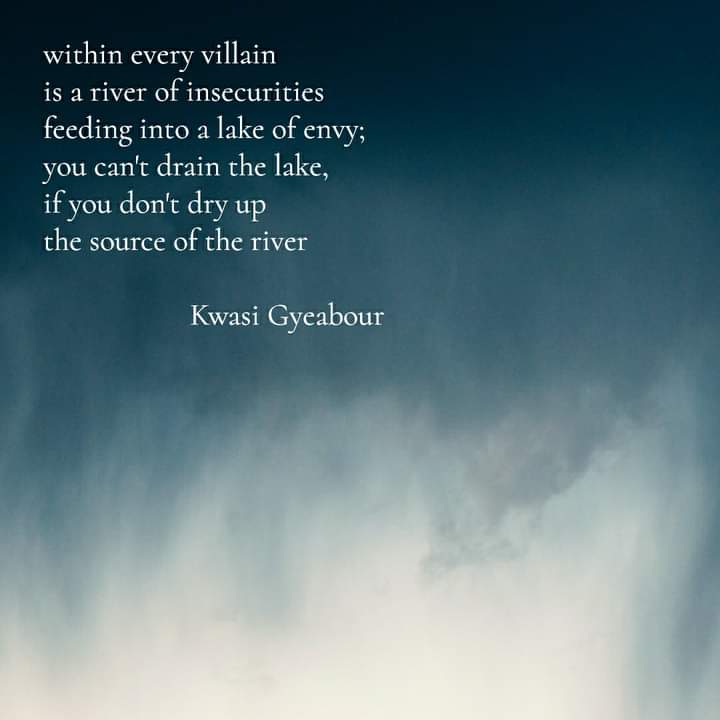 within every villain
is a river of insecurities
feeding into a lake of envy;
you can't drain the lake,
if you don't dry up
the source of the river
Kwasi Gyeabour